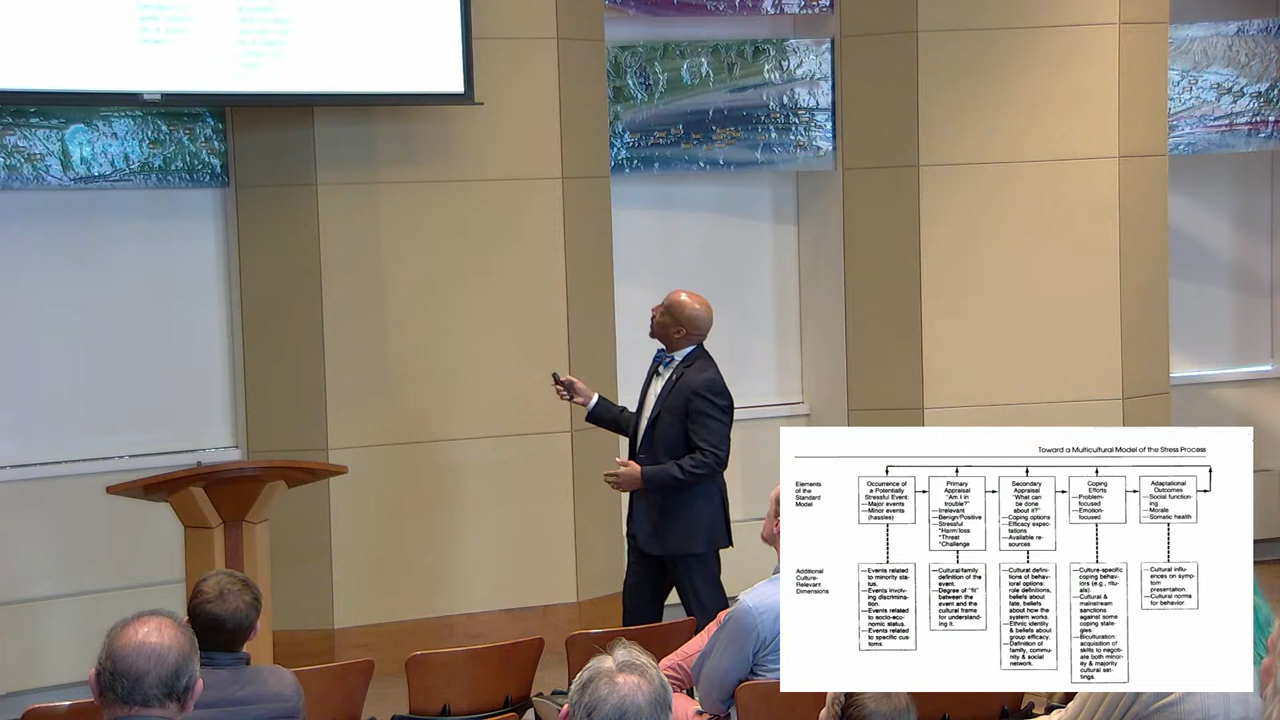 Toward a Multicultural Model of the Stress Process
Elements
of the
Standard
Model
Occurrence of
a Potentially
Stressful Event:
—Major events
—Minor events
(hassles)
Primary
Appraisal
"Am I in
trouble?"
—Irrelevant
—Benign/Positive
—Stressful
*Harm/loss
*Threat
*Challenge
Secondary
Appraisal
"What can
be done
about it?"
—Coping options
—Efficacy expec-
tations
—Available re-
sources
Coping
Efforts
—Problem-
focused
—Emotion-
focused
Adaptational
Outcomes
—Social function-
ing
—Morale
—Somatic health
Additional
Culture-
Relevant
Dimensions
—Events related
to minority sta-
tus.
—Events involv-
ing discrimina-
tion.
—Events related
to socio-eco-
nomic status.
—Events related
to specific cus-
toms.
—Cultural/family
definition of the
event.
—Degree of "fit"
between the
event and the
cultural frame
for understand-
ing it.
—Cultural defini-
tions of behav-
ioral options:
role definitions,
beliefs about
fate, beliefs
about how the
system works.
—Ethnic identity
& beliefs about
group efficacy.
—Definition of
family, commu-
nity & social
network.
—Culture-specific
coping behav-
iors (e.g., ritu-
als).
—Cultural &
mainstream
sanctions
against some
coping strate-
gies.
—Biculturation:
acquisition of
skills to negoti-
ate both minor-
ity & majority
cultural set-
tings.
—Cultural influ-
ences on symp-
tom
presentation.
—Cultural norms
for behavior.